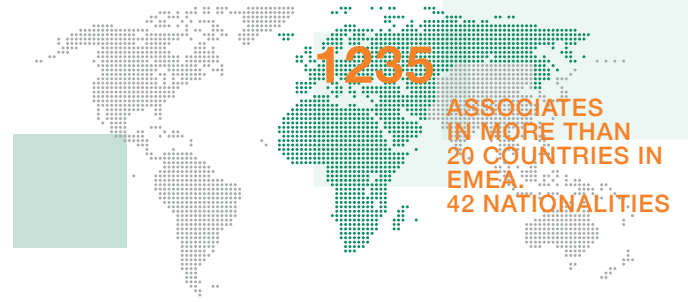 1235
ASSOCIATES
IN MORE THAN
20 COUNTRIES IN
EMEA.
42 NATIONALITIES